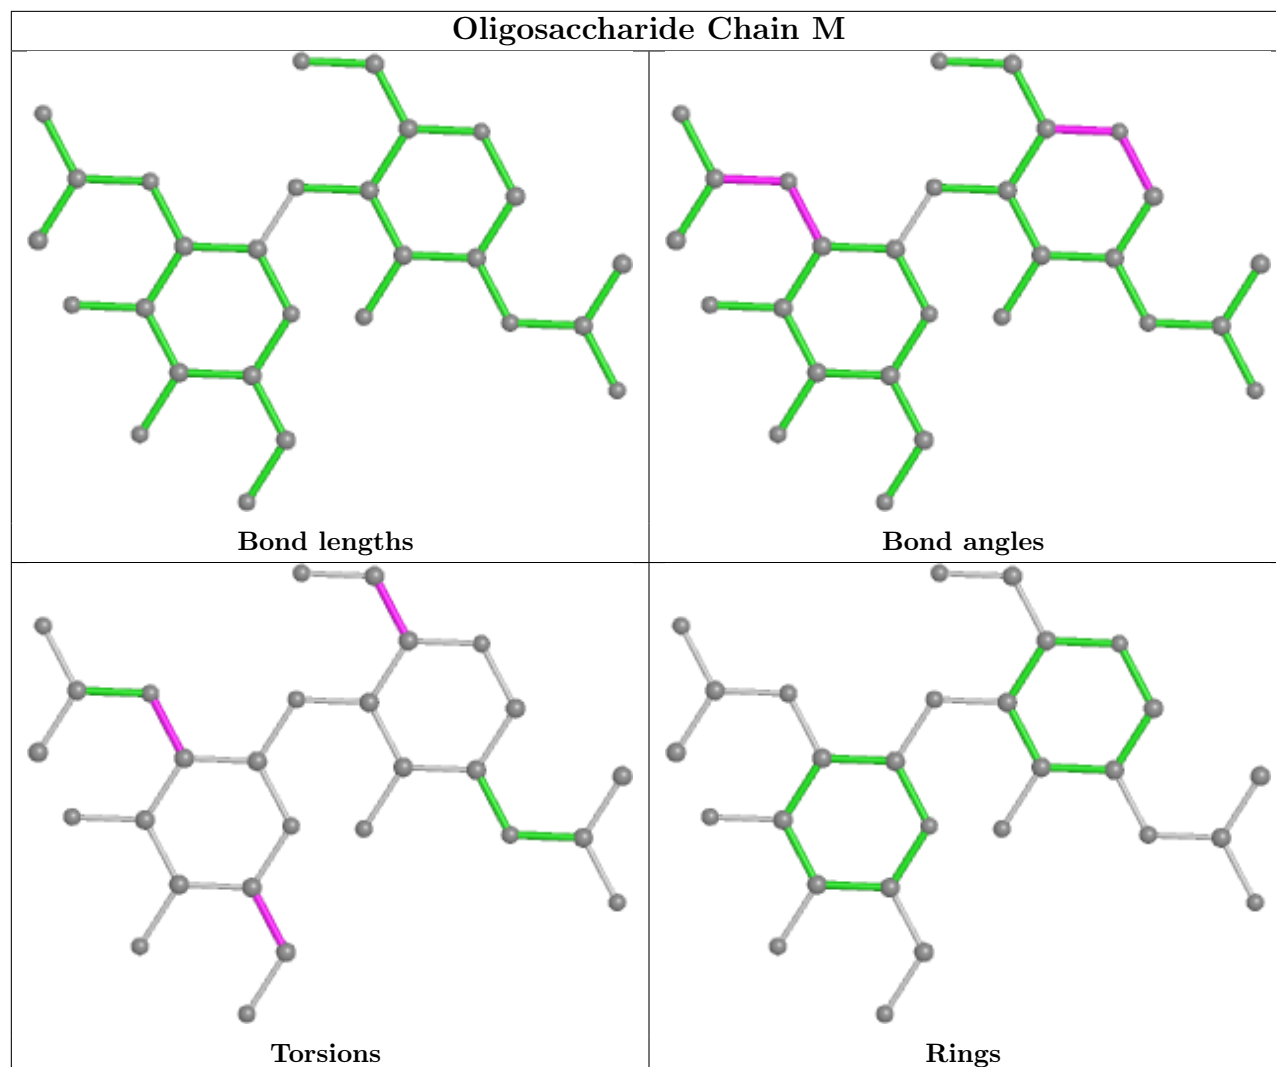 Oligosaccharide Chain M
Bond lengths
Bond angles
Torsions
Rings